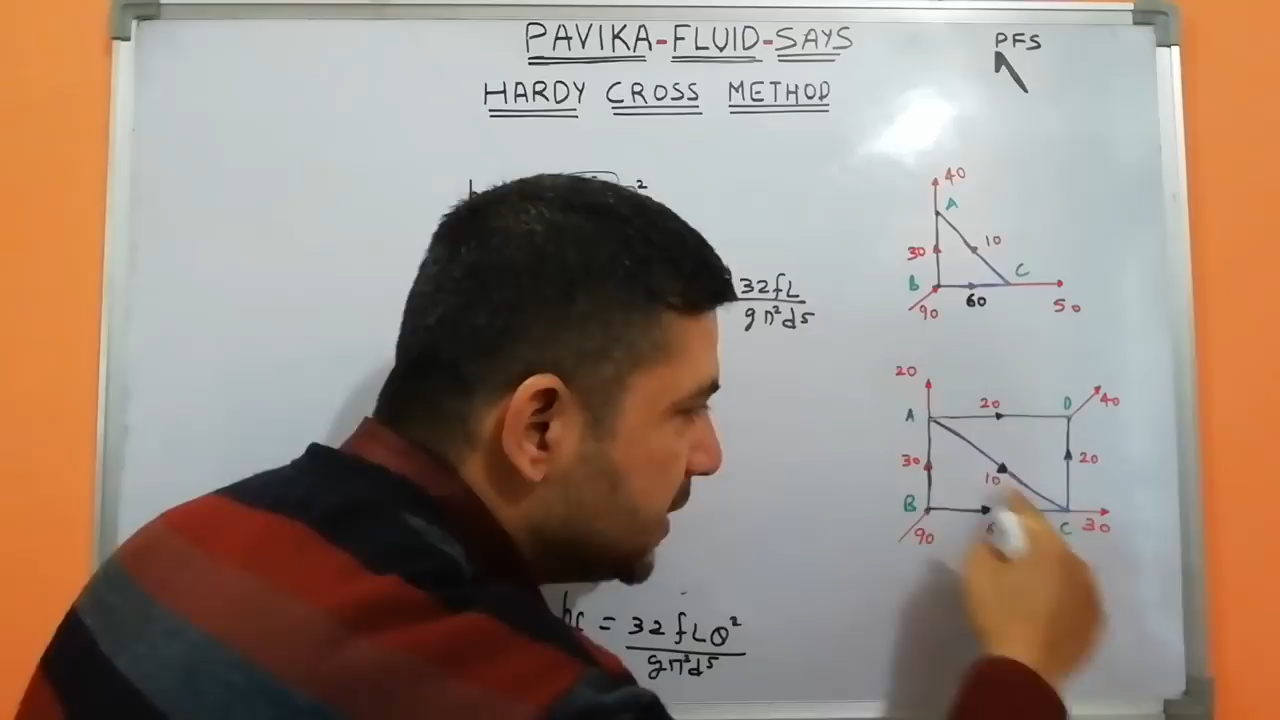 PAVIKA-FLUID-SAYS
PFS
HARDY CROSS METHOD
2
40
A
30
10
B
C
90
60
50
32fL
gπ²d⁵
20
A
20
D
40
30
10
20
B
C
30
90
hf = 32fLQ²
gπ²d⁵